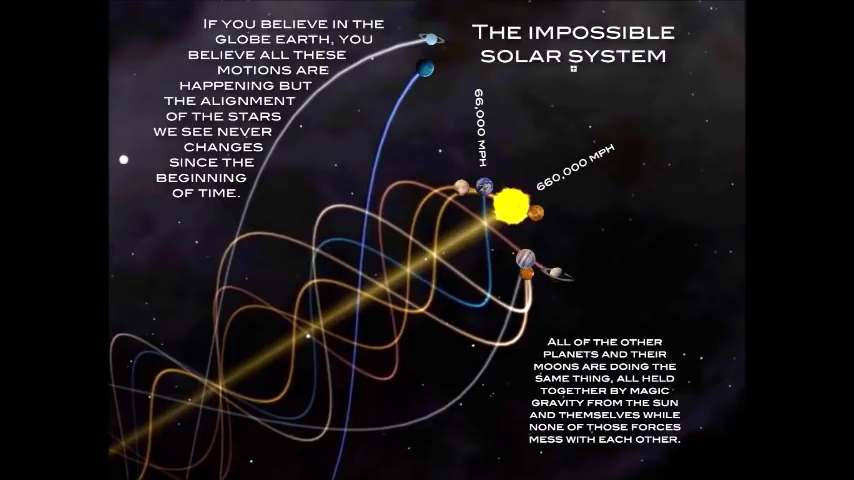 IF YOU BELIEVE IN THE
GLOBE EARTH, YOU
BELIEVE ALL THESE
MOTIONS ARE
HAPPENING BUT
THE ALIGNMENT
OF THE STARS
WE SEE NEVER
CHANGES
SINCE THE
BEGINNING
OF TIME.
THE IMPOSSIBLE
SOLAR SYSTEM
66,000 MPH
660,000 MPH
ALL OF THE OTHER
PLANETS AND THEIR
MOONS ARE DOING THE
SAME THING, ALL HELD
TOGETHER BY MAGIC
GRAVITY FROM THE SUN
AND THEMSELVES WHILE
NONE OF THOSE FORCES
MESS WITH EACH OTHER.